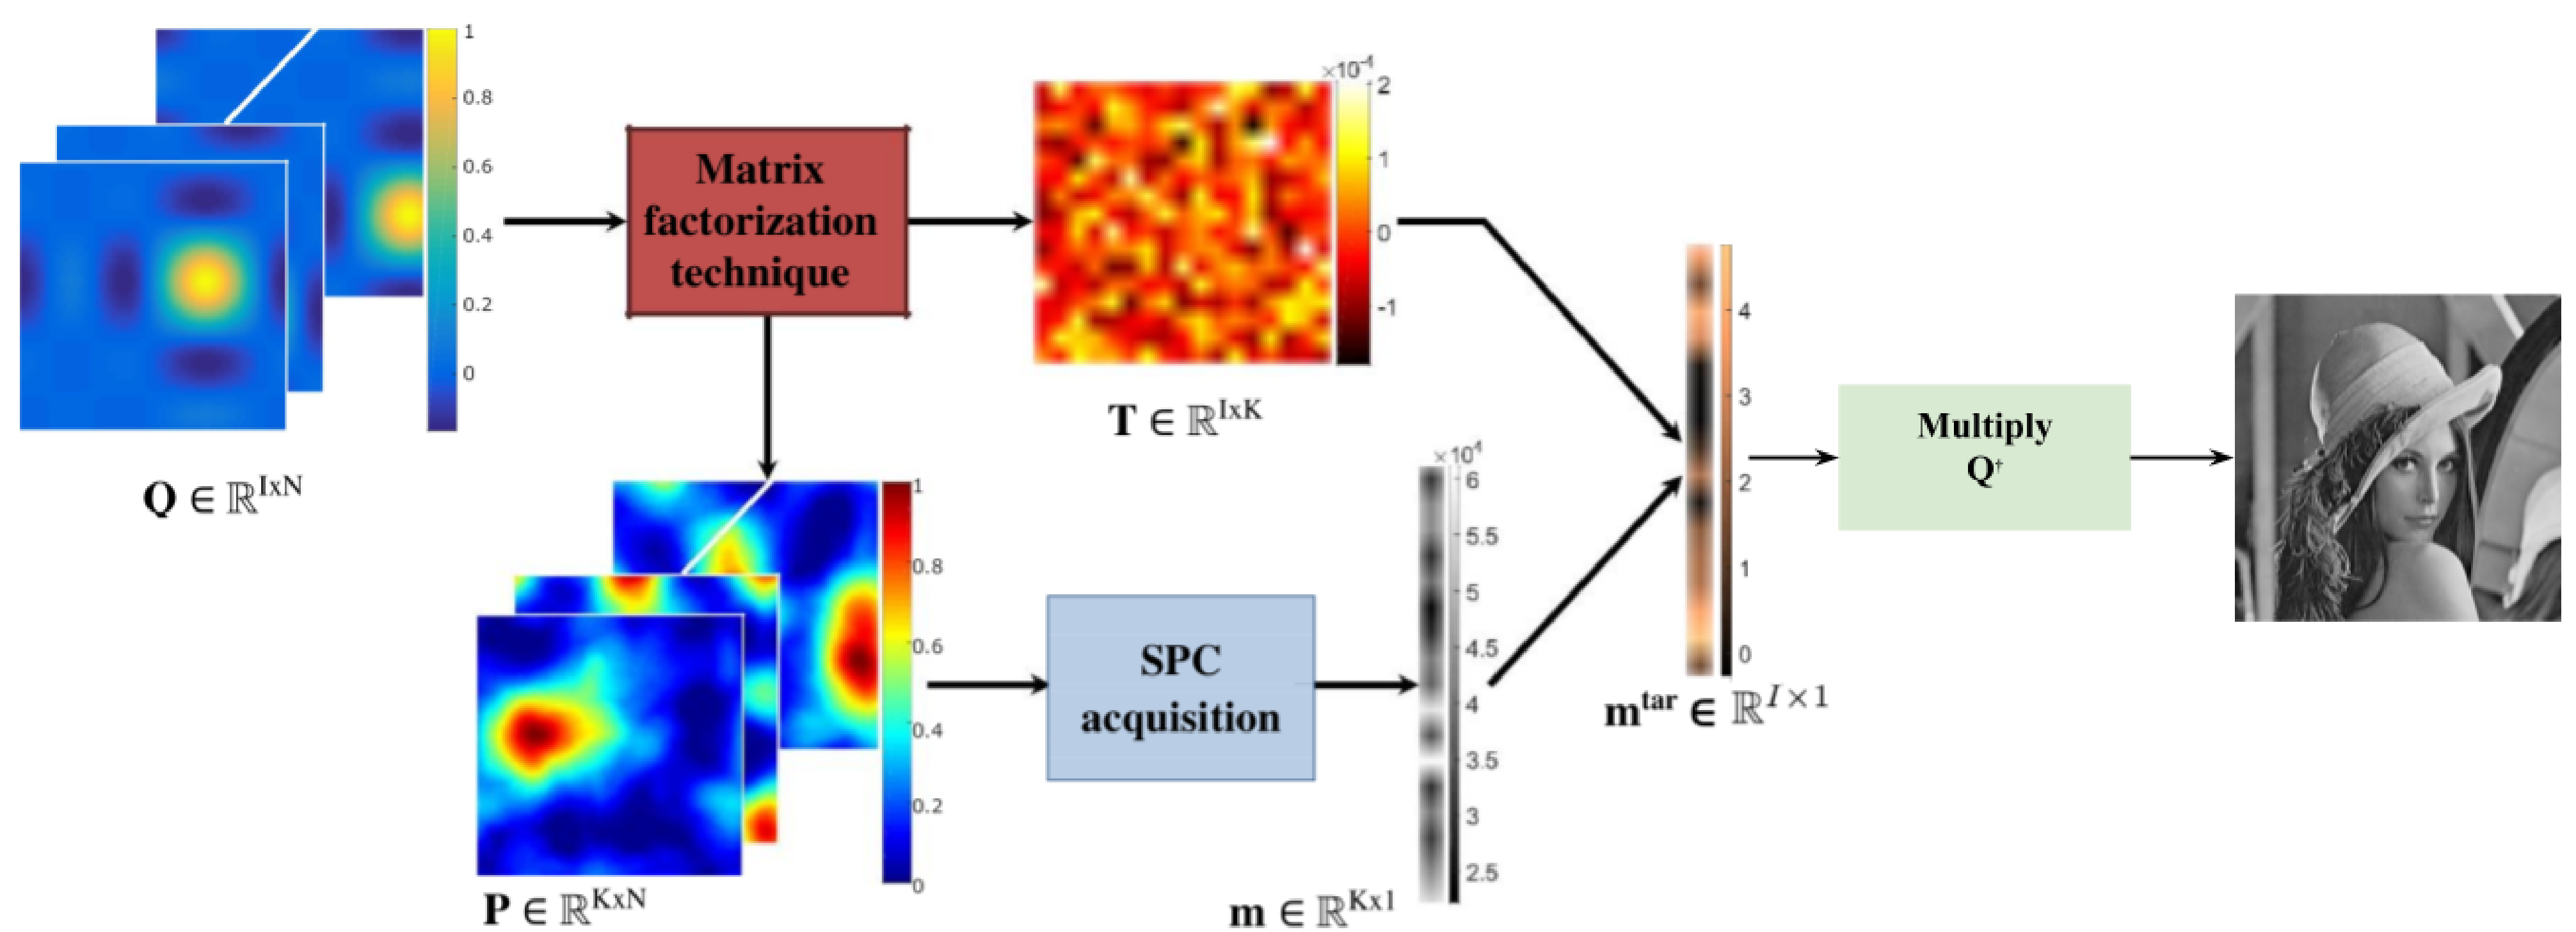 1
0.8
0.6
0.4
0.2
0
Q ∈ ℝ^IxN
Matrix
factorization
technique
×10^-4
2
1
0
-1
T ∈ ℝ^IxK
1
0.8
0.6
0.4
0.2
0
P ∈ ℝ^KxN
SPC
acquisition
×10^4
6
5.5
5
4.5
4
3.5
3
2.5
m ∈ ℝ^Kx1
4
3
2
1
0
m^tar ∈ ℝ^I×1
Multiply
Q^†